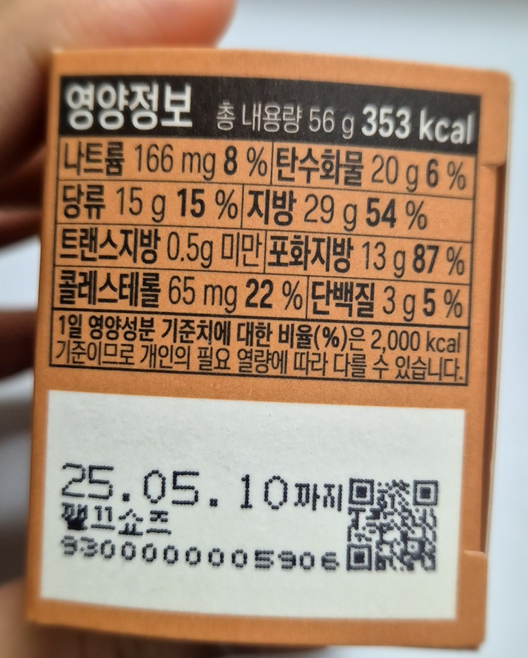 영양정보 총 내용량 56 g 353 kcal
나트륨 166 mg 8 % 탄수화물 20 g 6 %
당류 15 g 15 % 지방 29 g 54 %
트랜스지방 0.5g 미만 포화지방 13 g 87 %
콜레스테롤 65 mg 22 % 단백질 3 g 5 %
1일 영양성분 기준치에 대한 비율(%)은 2,000 kcal
기준이므로 개인의 필요 열량에 따라 다를 수 있습니다.
25.05.10까지
9300000005906